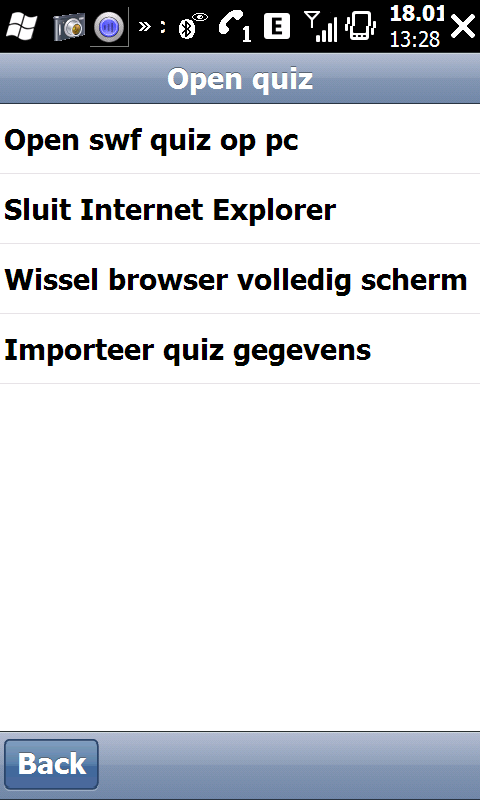 18.01
13:28
1
E
Open quiz
Open swf quiz op pc
Sluit Internet Explorer
Wissel browser volledig scherm
Importeer quiz gegevens
Back